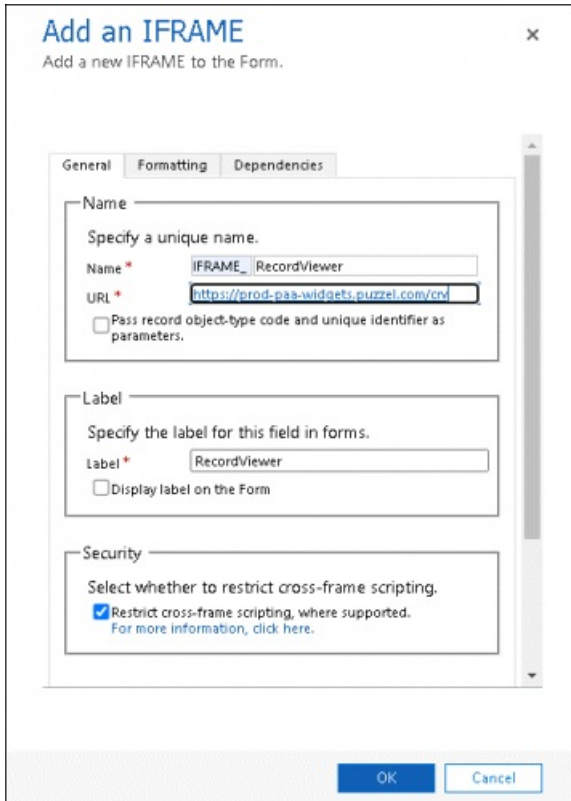 Add an IFRAME
Add a new IFRAME to the Form.
General Formatting Dependencies
Name
Specify a unique name.
Name * IFRAME_ RecordViewer
URL * https://prod-paa-widgets.puzzel.com/crv
Pass record object-type code and unique identifier as
parameters.
Label
Specify the label for this field in forms.
Label * RecordViewer
Display label on the Form
Security
Select whether to restrict cross-frame scripting.
Restrict cross-frame scripting, where supported.
For more information, click here.
OK Cancel